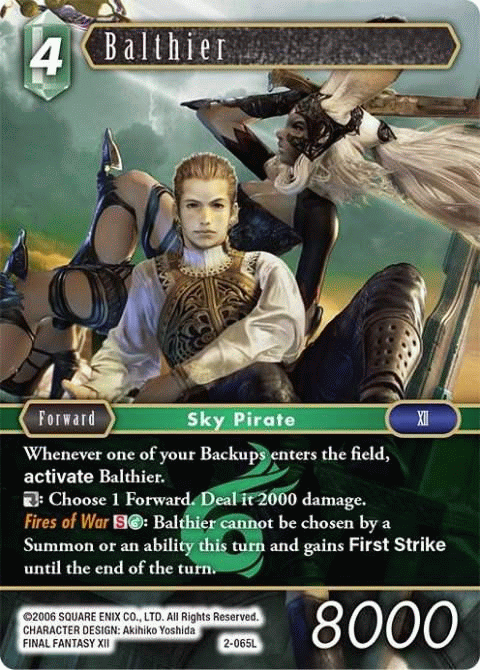 4
Balthier
Forward
Sky Pirate
XII
Whenever one of your Backups enters the field,
activate Balthier.
: Choose 1 Forward. Deal it 2000 damage.
Fires of War S: Balthier cannot be chosen by a
Summon or an ability this turn and gains First Strike
until the end of the turn.
©2006 SQUARE ENIX CO., LTD. All Rights Reserved.
CHARACTER DESIGN: Akihiko Yoshida
FINAL FANTASY XII
2-065L
8000